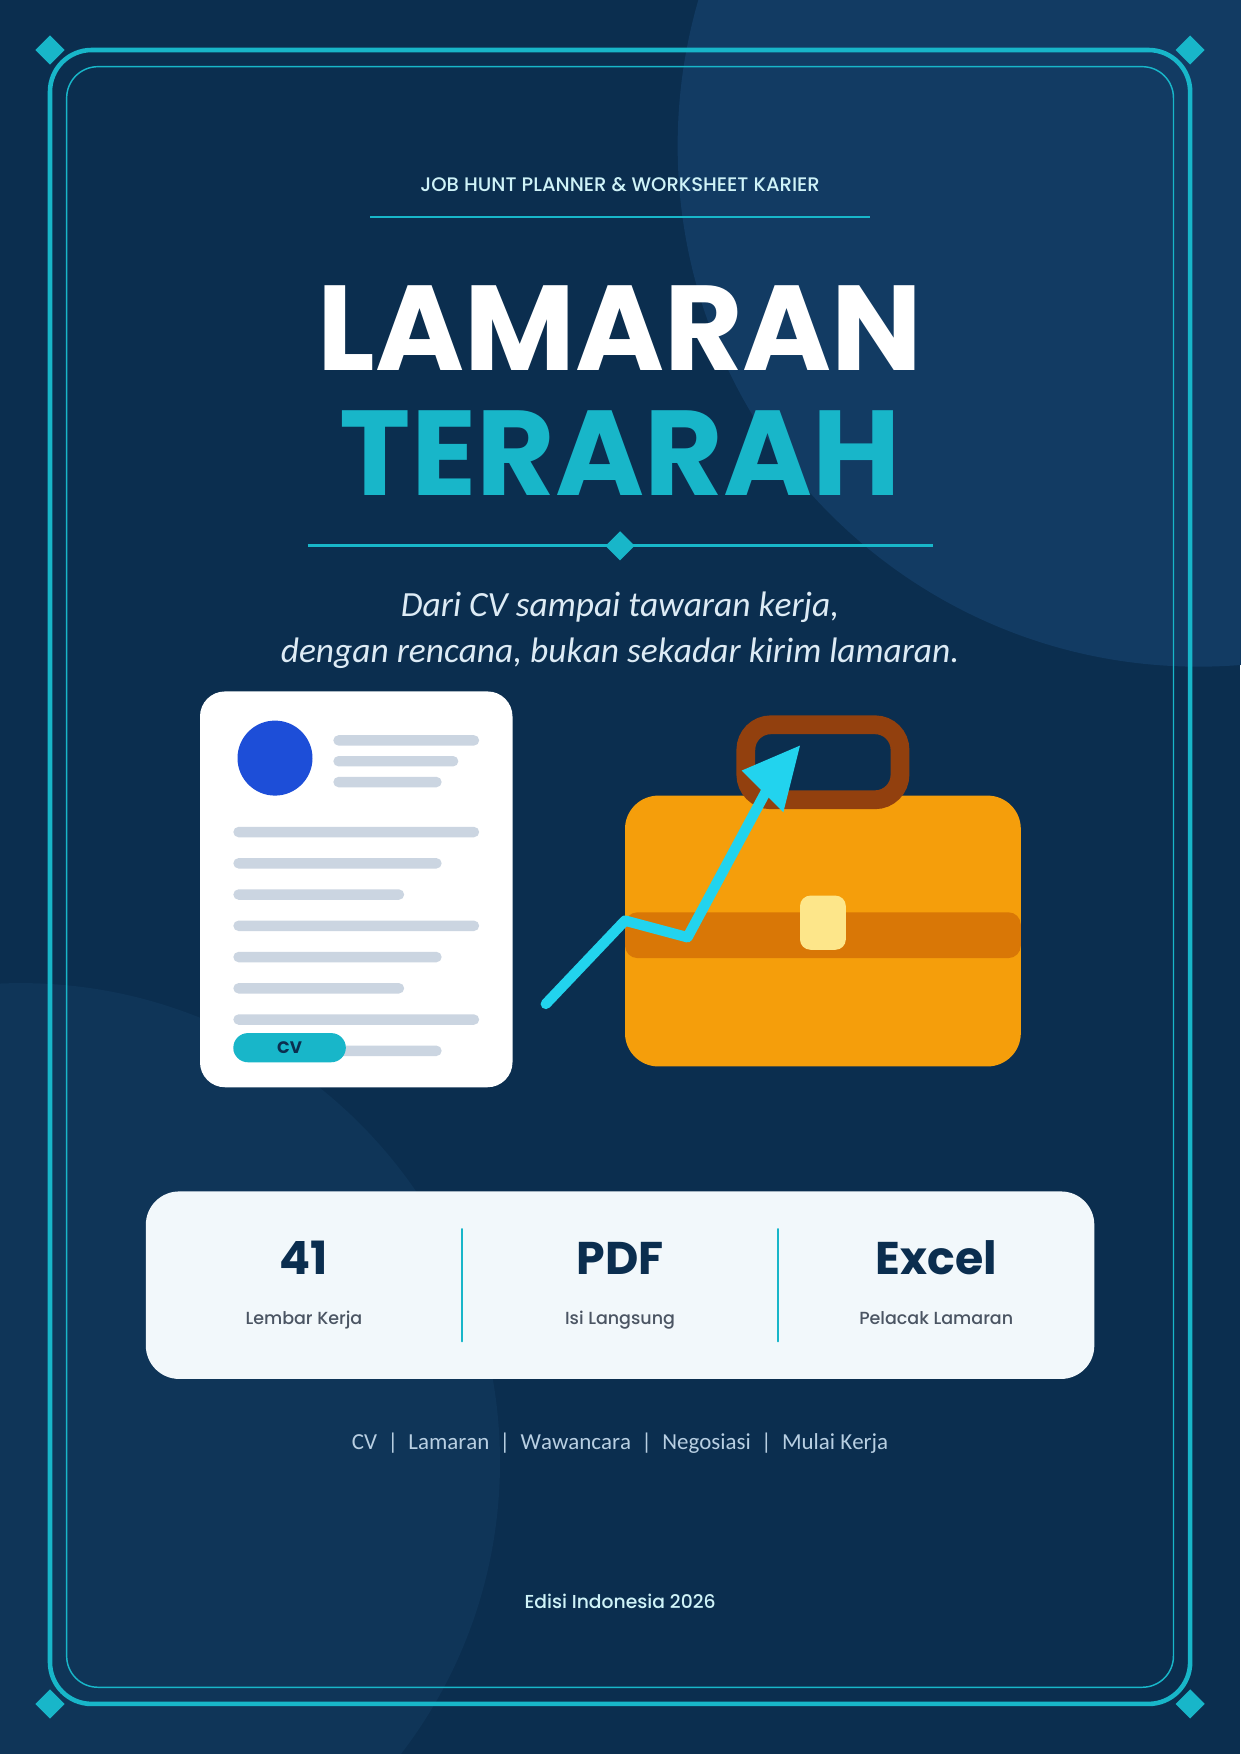 JOB HUNT PLANNER & WORKSHEET KARIER
LAMARAN
TERARAH
Dari CV sampai tawaran kerja,
dengan rencana, bukan sekadar kirim lamaran.
CV
41
Lembar Kerja
PDF
Isi Langsung
Excel
Pelacak Lamaran
CV | Lamaran | Wawancara | Negosiasi | Mulai Kerja
Edisi Indonesia 2026